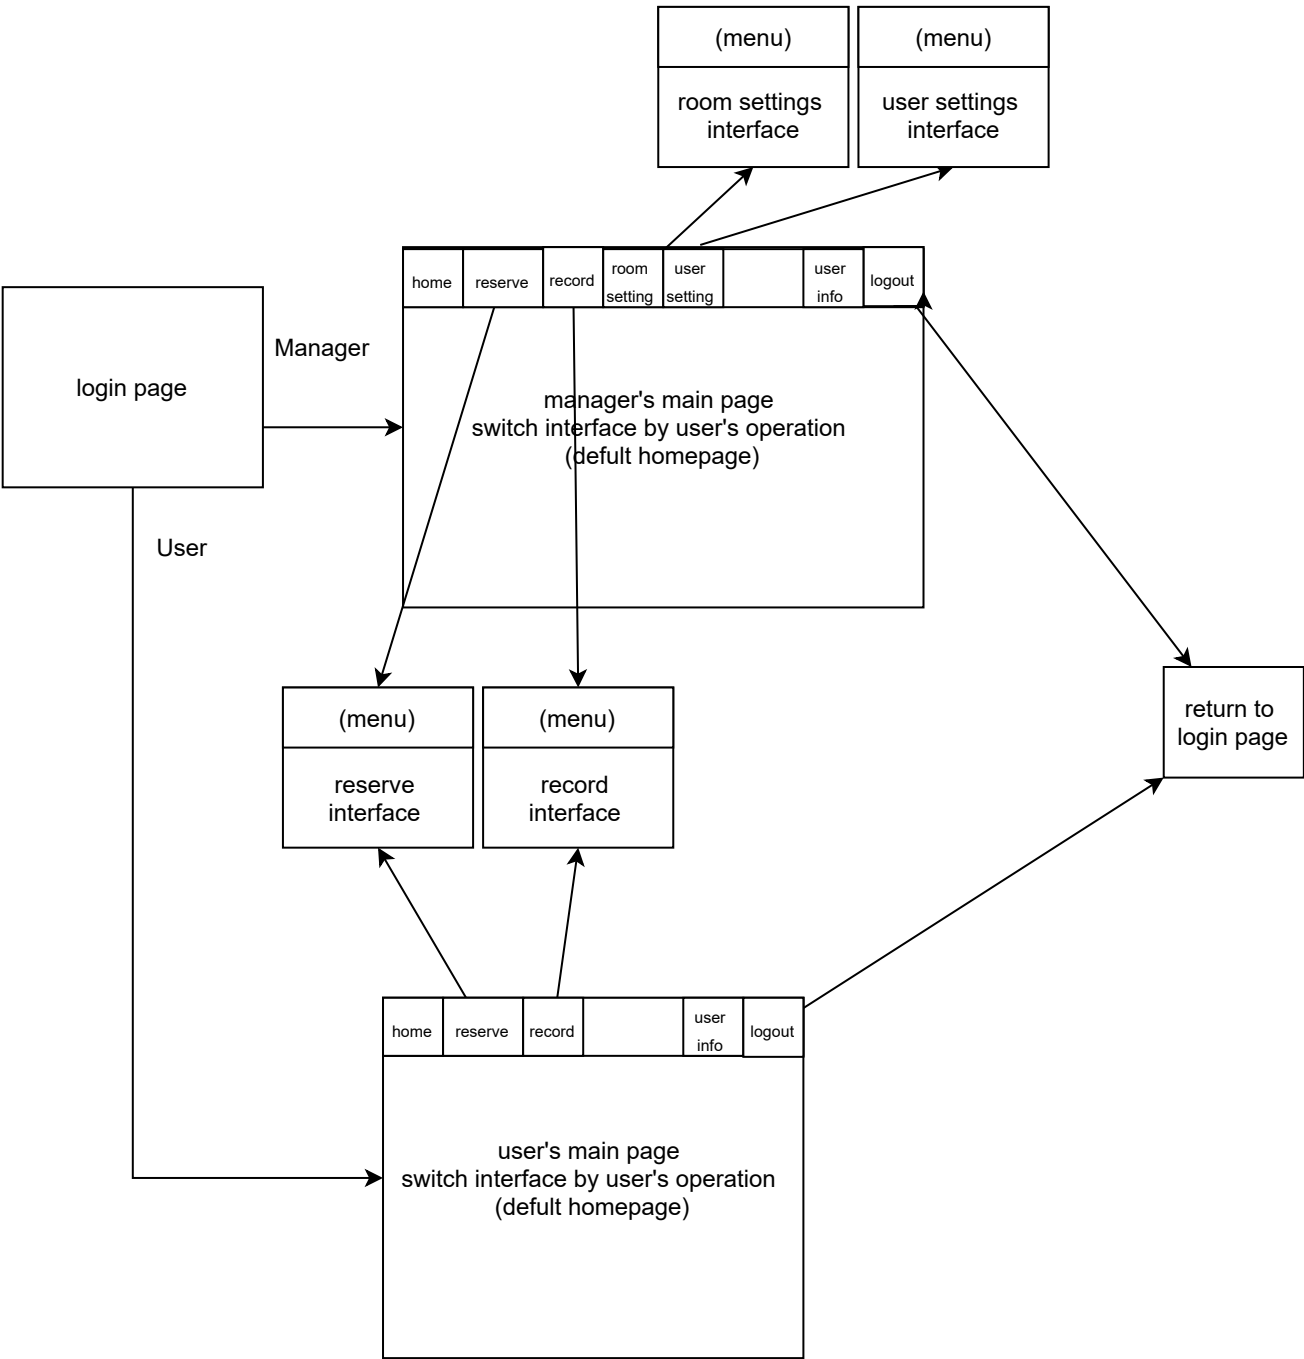 (menu)
room settings
interface
(menu)
user settings
interface
home
reserve
record
room
setting
user
setting
user
info
logout
login page
Manager
manager's main page
switch interface by user's operation
(defult homepage)
User
(menu)
reserve
interface
(menu)
record
interface
return to
login page
home
reserve
record
user
info
logout
user's main page
switch interface by user's operation
(defult homepage)